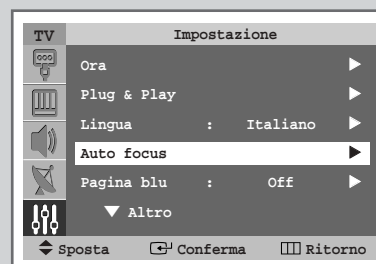 TV Impostazione
Ora
Plug & Play
Lingua : Italiano
Auto focus
Pagina blu : Off
Altro
Sposta Conferma Ritorno